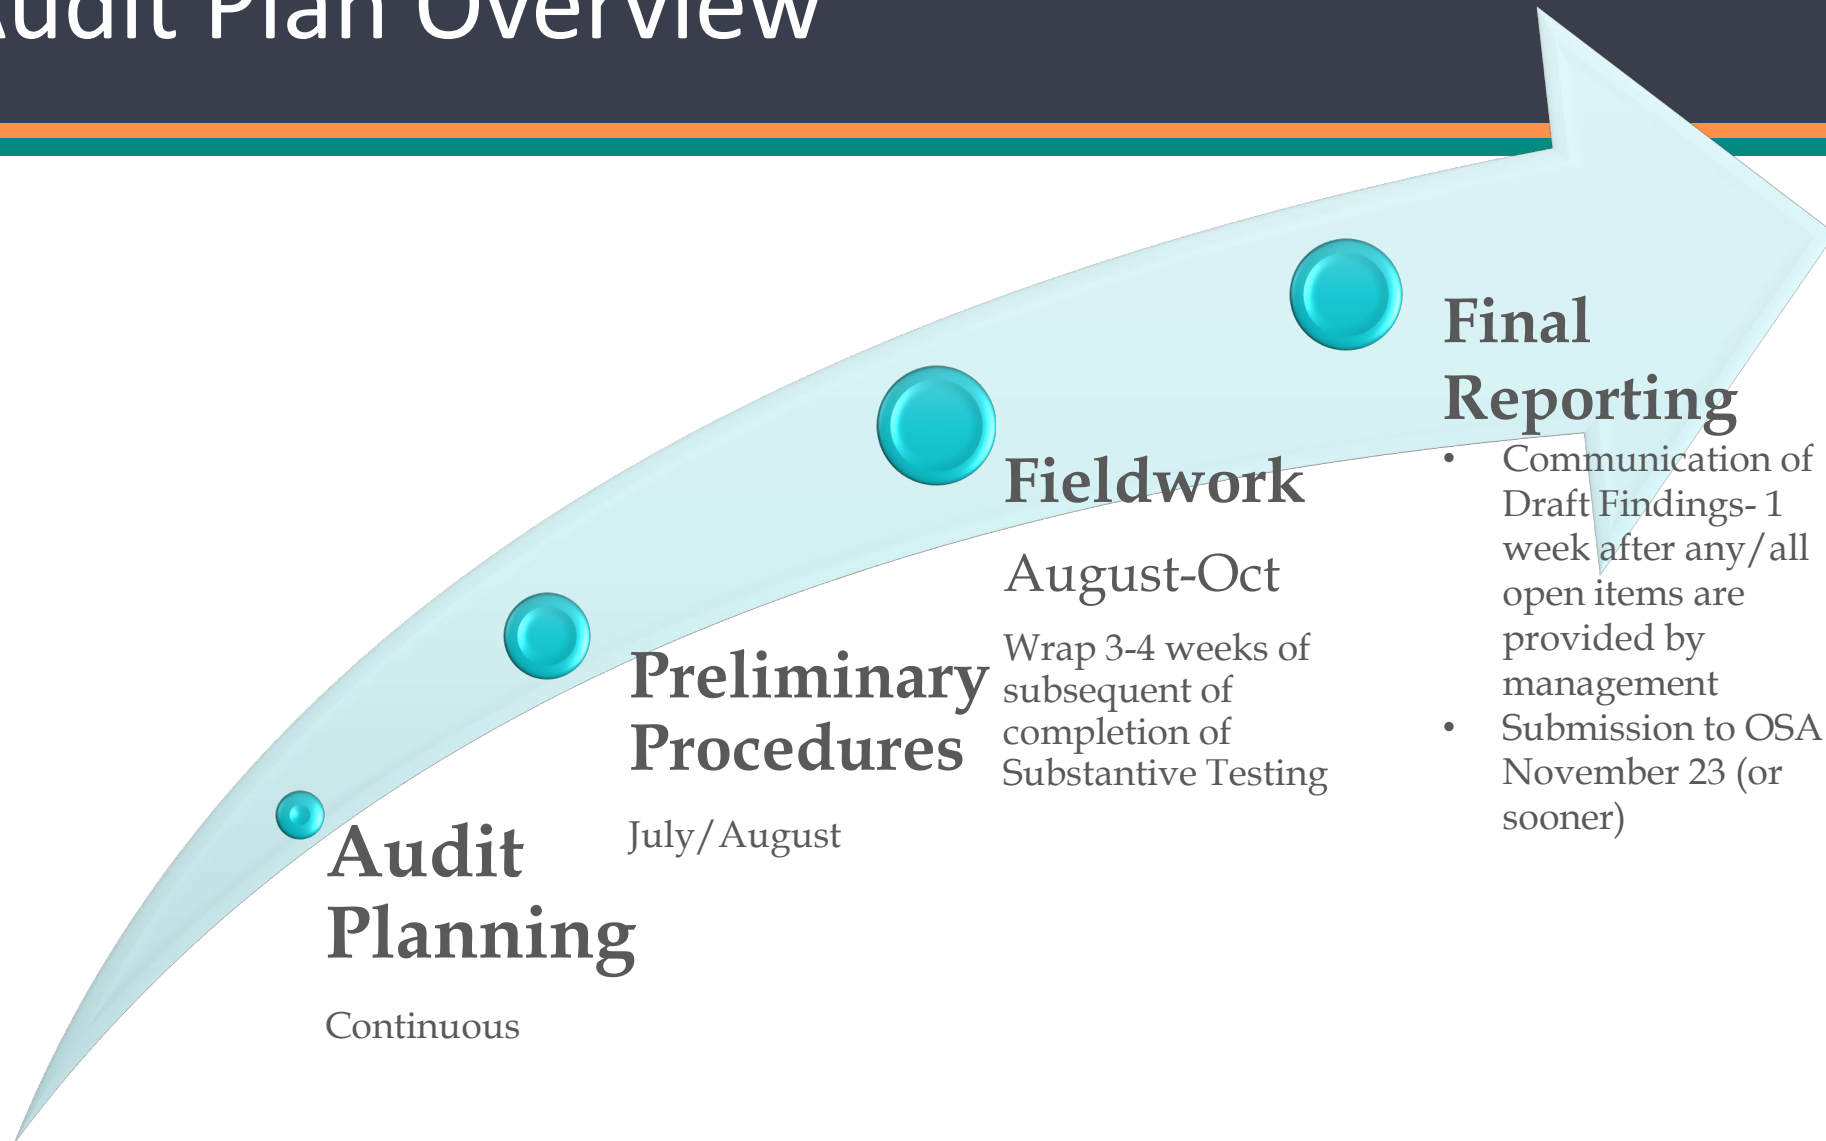 Audit Plan Overview
Audit
Planning
Continuous
Preliminary
Procedures
July/August
Fieldwork
August-Oct
Wrap 3-4 weeks of
subsequent of
completion of
Substantive Testing
Final
Reporting
• Communication of
Draft Findings- 1
week after any/all
open items are
provided by
management
• Submission to OSA
November 23 (or
sooner)